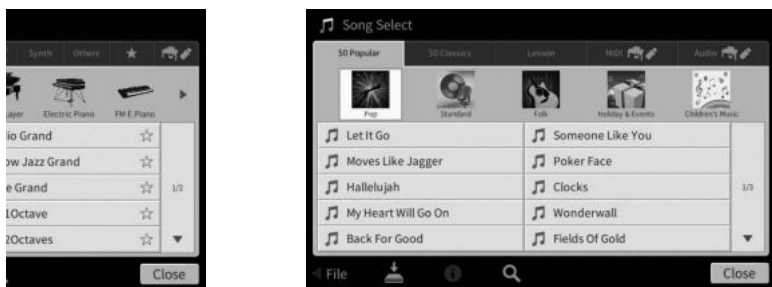 Synth Others
Layer Electric Piano FM E.Piano
io Grand
ow Jazz Grand
e Grand
1Octave
2Octaves
1/2
Close
Song Select
50 Popular 50 Classics Lesson MIDI Audio
Pop Standard Folk Holiday & Events Children's Music
Let It Go Someone Like You
Moves Like Jagger Poker Face
Hallelujah Clocks
My Heart Will Go On Wonderwall
Back For Good Fields Of Gold
1/3
File Close